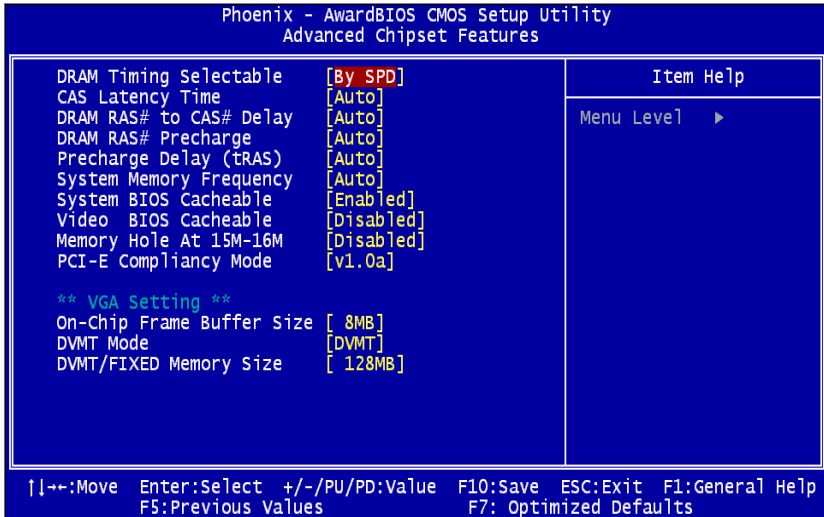 Phoenix - AwardBIOS CMOS Setup Utility
Advanced Chipset Features
DRAM Timing Selectable [By SPD]
CAS Latency Time [Auto]
DRAM RAS# to CAS# Delay [Auto]
DRAM RAS# Precharge [Auto]
Precharge Delay (tRAS) [Auto]
System Memory Frequency [Auto]
System BIOS Cacheable [Enabled]
Video BIOS Cacheable [Disabled]
Memory Hole At 15M-16M [Disabled]
PCI-E Compliancy Mode [v1.0a]
** VGA Setting **
On-Chip Frame Buffer Size [ 8MB]
DVMT Mode [DVMT]
DVMT/FIXED Memory Size [ 128MB]
Item Help
Menu Level ▶
↑↓→←:Move Enter:Select +/-/PU/PD:Value F10:Save ESC:Exit F1:General Help
F5:Previous Values F7: Optimized Defaults